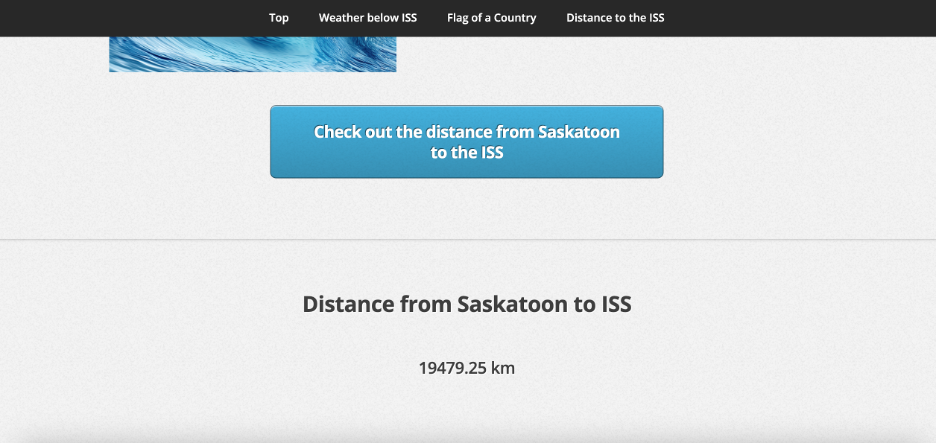 Top Weather below ISS Flag of a Country Distance to the ISS
Check out the distance from Saskatoon
to the ISS
Distance from Saskatoon to ISS
19479.25 km